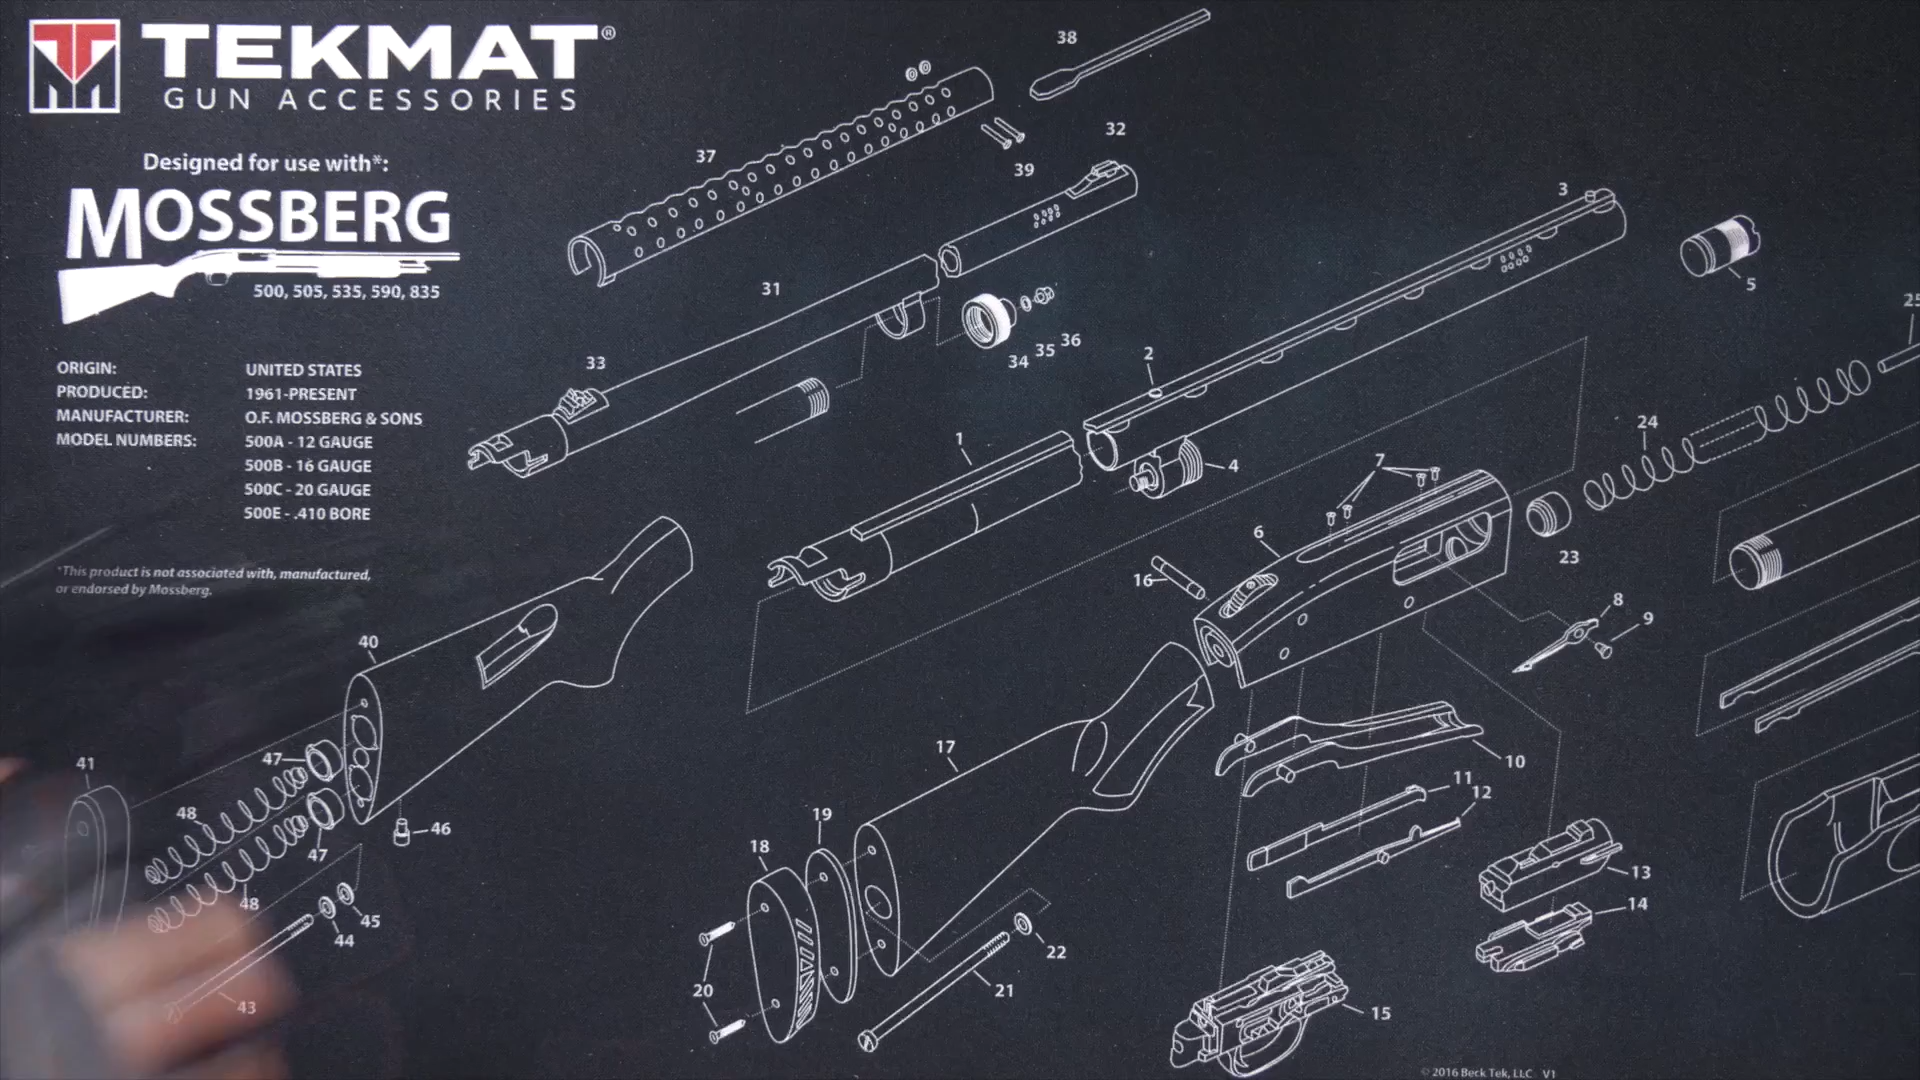 TEKMAT®
GUN ACCESSORIES
Designed for use with*:
MOSSBERG
500, 505, 535, 590, 835
ORIGIN: UNITED STATES
PRODUCED: 1961-PRESENT
MANUFACTURER: O.F. MOSSBERG & SONS
MODEL NUMBERS: 500A - 12 GAUGE
500B - 16 GAUGE
500C - 20 GAUGE
500E - .410 BORE
*This product is not associated with, manufactured,
or endorsed by Mossberg.
38
37
32
39
31
33
34
35
36
3
5
25
2
1
4
24
7
6
23
16
8
9
40
41
47
48
47
48
46
45
44
43
17
19
18
20
22
21
10
11
12
13
14
15
© 2016 Beck Tek, LLC V1